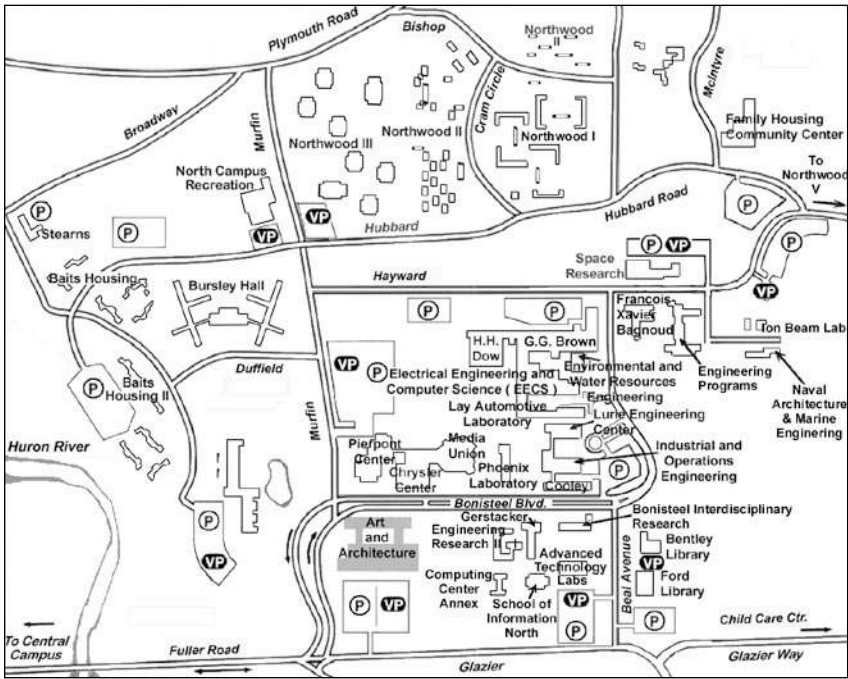 Plymouth Road
Bishop
Northwood
II
McIntyre
Cram Circle
Broadway
Murfin
Northwood III
Northwood II
Northwood I
Family Housing
Community Center
North Campus
Recreation
To
Northwood
V
Hubbard Road
P
Stearns
P
VP
VP
Hubbard
P
P
VP
P
Space
Research
Baits Housing
Bursley Hall
Hayward
VP
P
P
Francois
Xavier
Bagnoud
Ion Beam Lab
H.H.
Dow
G.G. Brown
VP
P
Duffield
Electrical Engineering and
Computer Science ( EECS )
Environmental and
Water Resources
Engineering
Engineering
Programs
P
Baits
Housing II
Naval
Architecture
& Marine
Enginering
Lay Automotive
Laboratory
Lurie Engineering
Center
Murfin
Huron River
Pierpont
Center
Media
Union
Chrysler
Center
Phoenix
Laboratory
Cooley
Industrial and
Operations
Engineering
P
Bonisteel Blvd.
P
VP
Art
and
Architecture
Gerstacker
Engineering
Research II
Bonisteel Interdisciplinary
Research
Bentley
Library
VP
Ford
Library
Advanced
Technology
Labs
Beal Avenue
Computing
Center
Annex
School of
Information
North
P
VP
VP
P
P
Child Care Ctr.
To Central
Campus
Fuller Road
Glazier
Glazier Way